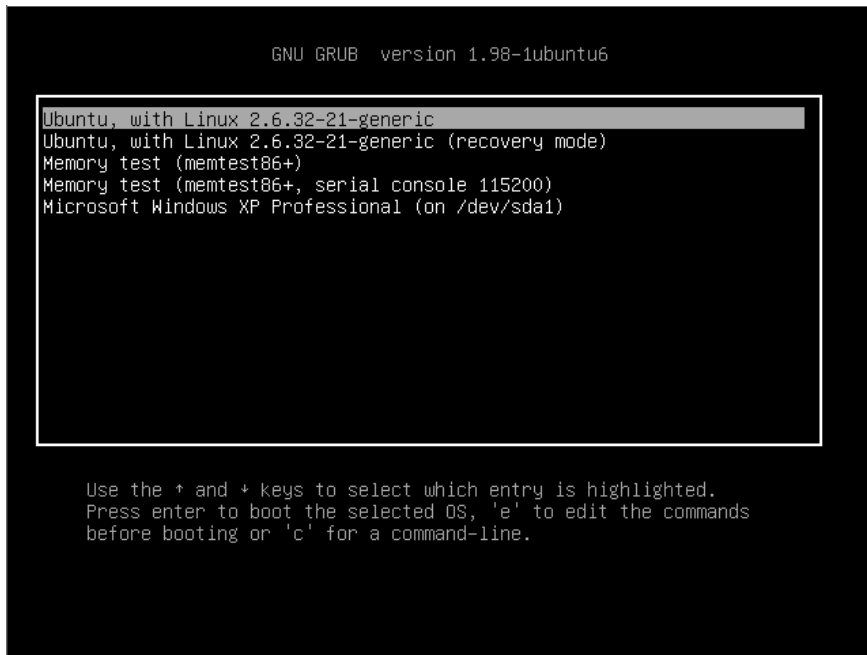 GNU GRUB  version 1.98-1ubuntu6
Ubuntu, with Linux 2.6.32-21-generic
Ubuntu, with Linux 2.6.32-21-generic (recovery mode)
Memory test (memtest86+)
Memory test (memtest86+, serial console 115200)
Microsoft Windows XP Professional (on /dev/sda1)
Use the ↑ and ↓ keys to select which entry is highlighted.
Press enter to boot the selected OS, 'e' to edit the commands
before booting or 'c' for a command-line.